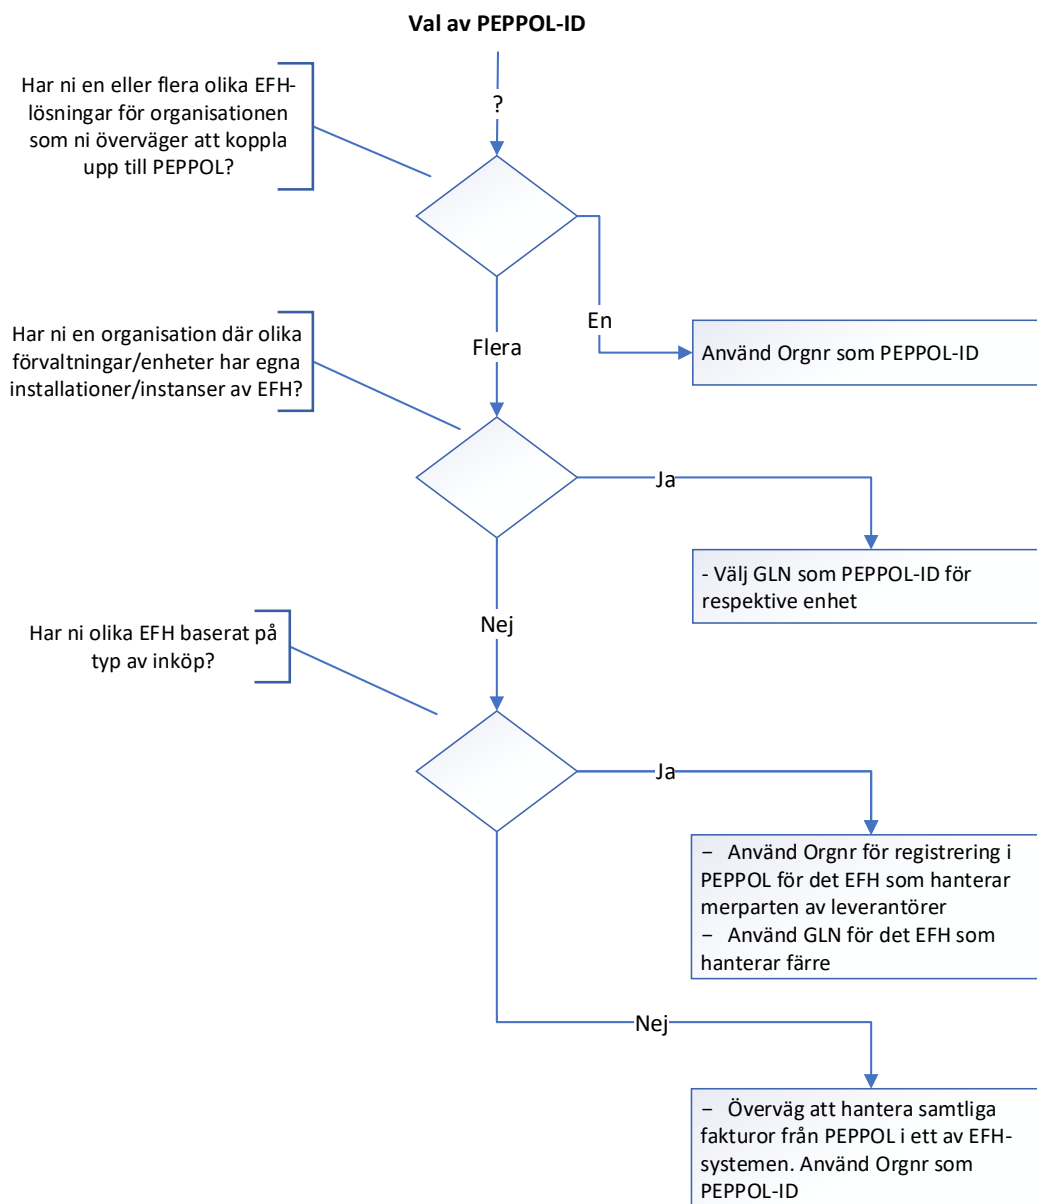 Val av PEPPOL-ID
Har ni en eller flera olika EFH-
lösningar för organisationen
som ni överväger att koppla
upp till PEPPOL?
?
En
Flera
Använd Orgnr som PEPPOL-ID
Har ni en organisation där olika
förvaltningar/enheter har egna
installationer/instanser av EFH?
Ja
- Välj GLN som PEPPOL-ID för
respektive enhet
Nej
Har ni olika EFH baserat på
typ av inköp?
Ja
– Använd Orgnr för registrering i
PEPPOL för det EFH som hanterar
merparten av leverantörer
– Använd GLN för det EFH som
hanterar färre
Nej
– Överväg att hantera samtliga
fakturor från PEPPOL i ett av EFH-
systemen. Använd Orgnr som
PEPPOL-ID